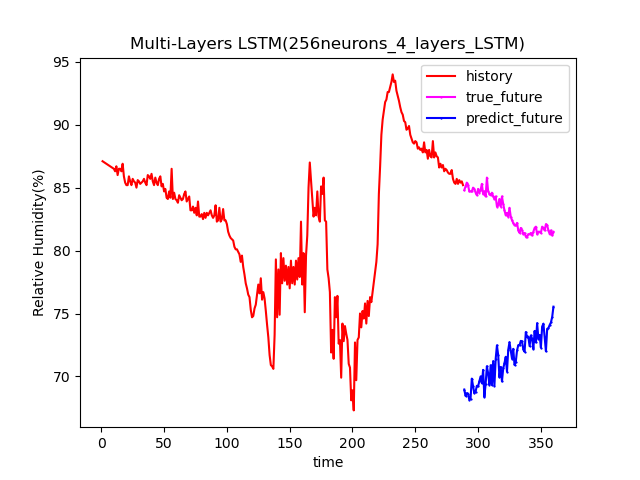 Multi-Layers LSTM(256neurons_4_layers_LSTM)
history
true_future
predict_future
Relative Humidity(%)
95
90
85
80
75
70
0 50 100 150 200 250 300 350
time